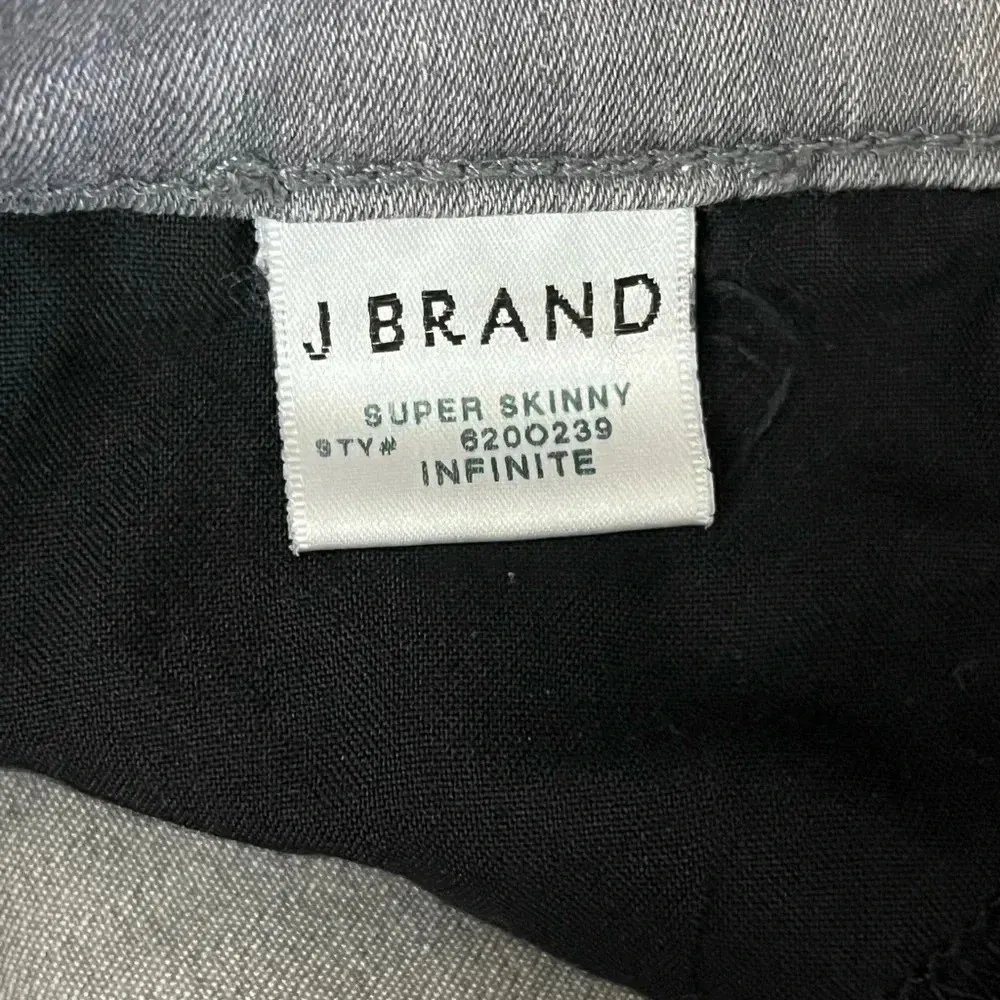 J BRAND
SUPER SKINNY
STY# 620O239
INFINITE